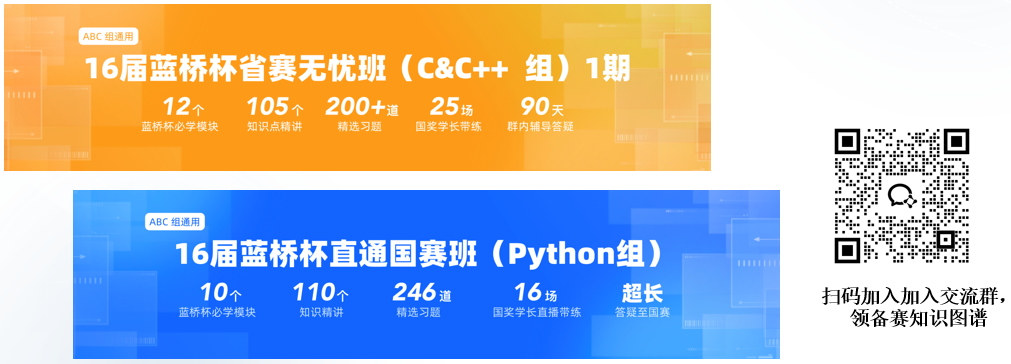 ABC 组通用
16届蓝桥杯省赛无忧班（C&C++ 组）1期
12个 105个 200+道 25场 90天
蓝桥杯必学模块 知识点精讲 精选习题 国奖学长带练 群内辅导答疑
ABC 组通用
16届蓝桥杯直通国赛班（Python组）
10个 110个 246道 16场 超长
蓝桥杯必学模块 知识精讲 精选习题 国奖学长直播带练 答疑至国赛
扫码加入加入交流群，
领备赛知识图谱